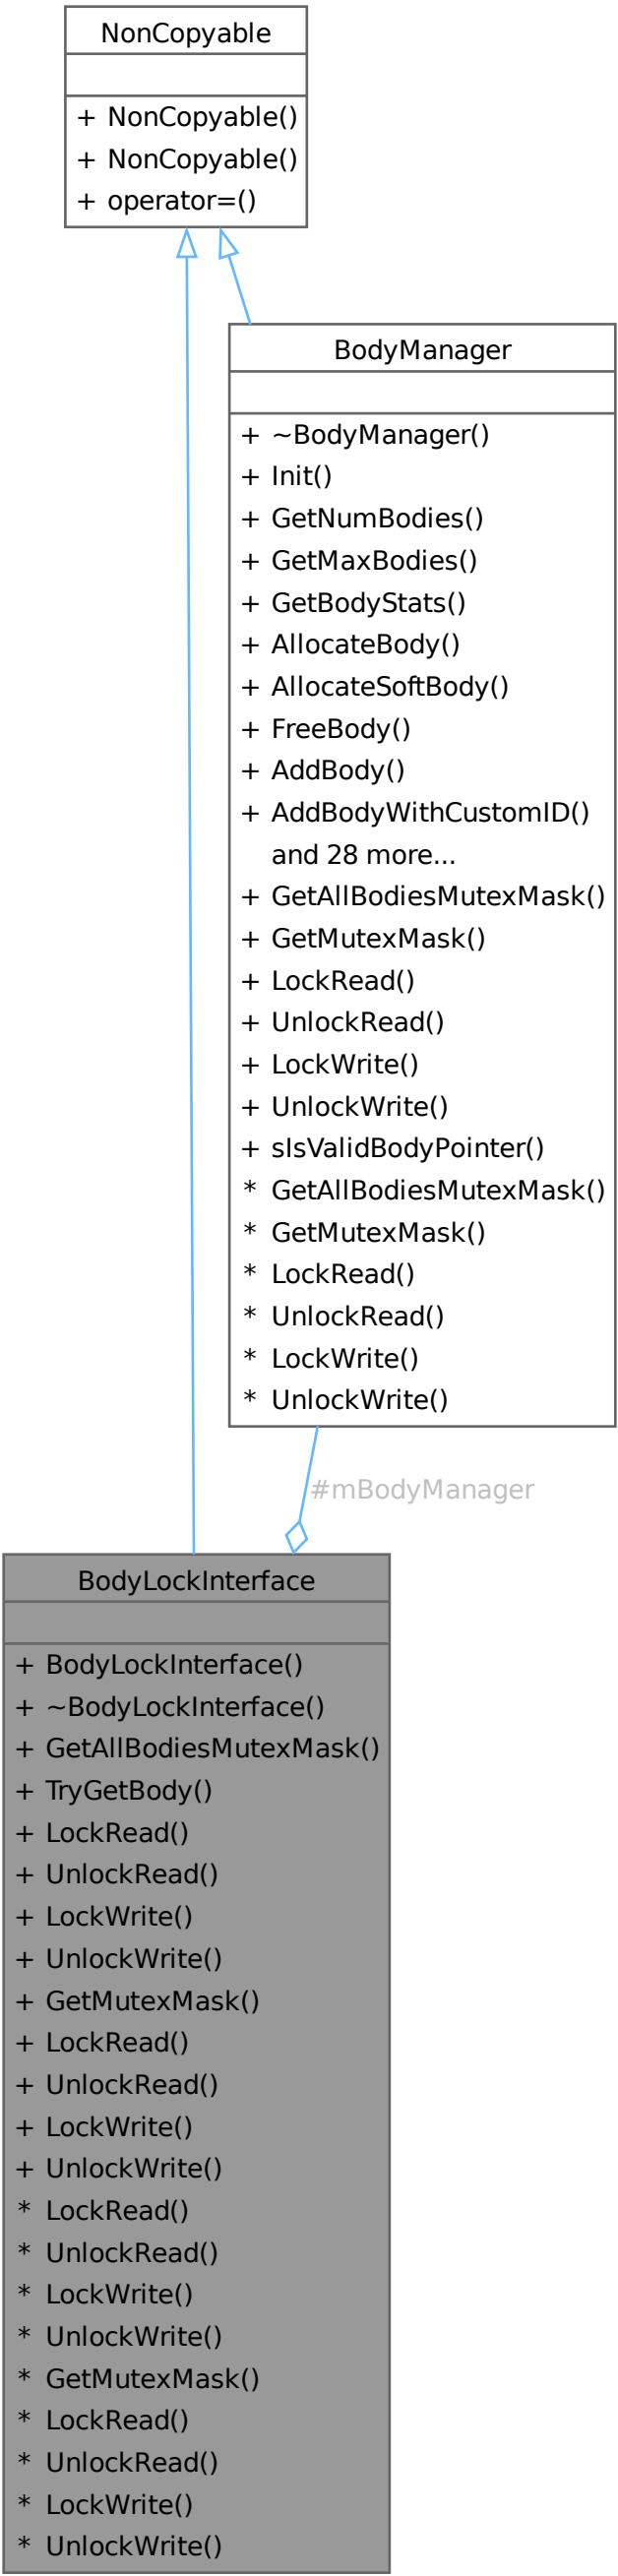 NonCopyable
+ NonCopyable()
+ NonCopyable()
+ operator=()
BodyManager
+ ~BodyManager()
+ Init()
+ GetNumBodies()
+ GetMaxBodies()
+ GetBodyStats()
+ AllocateBody()
+ AllocateSoftBody()
+ FreeBody()
+ AddBody()
+ AddBodyWithCustomID()
and 28 more...
+ GetAllBodiesMutexMask()
+ GetMutexMask()
+ LockRead()
+ UnlockRead()
+ LockWrite()
+ UnlockWrite()
+ sIsValidBodyPointer()
* GetAllBodiesMutexMask()
* GetMutexMask()
* LockRead()
* UnlockRead()
* LockWrite()
* UnlockWrite()
#mBodyManager
BodyLockInterface
+ BodyLockInterface()
+ ~BodyLockInterface()
+ GetAllBodiesMutexMask()
+ TryGetBody()
+ LockRead()
+ UnlockRead()
+ LockWrite()
+ UnlockWrite()
+ GetMutexMask()
+ LockRead()
+ UnlockRead()
+ LockWrite()
+ UnlockWrite()
* LockRead()
* UnlockRead()
* LockWrite()
* UnlockWrite()
* GetMutexMask()
* LockRead()
* UnlockRead()
* LockWrite()
* UnlockWrite()